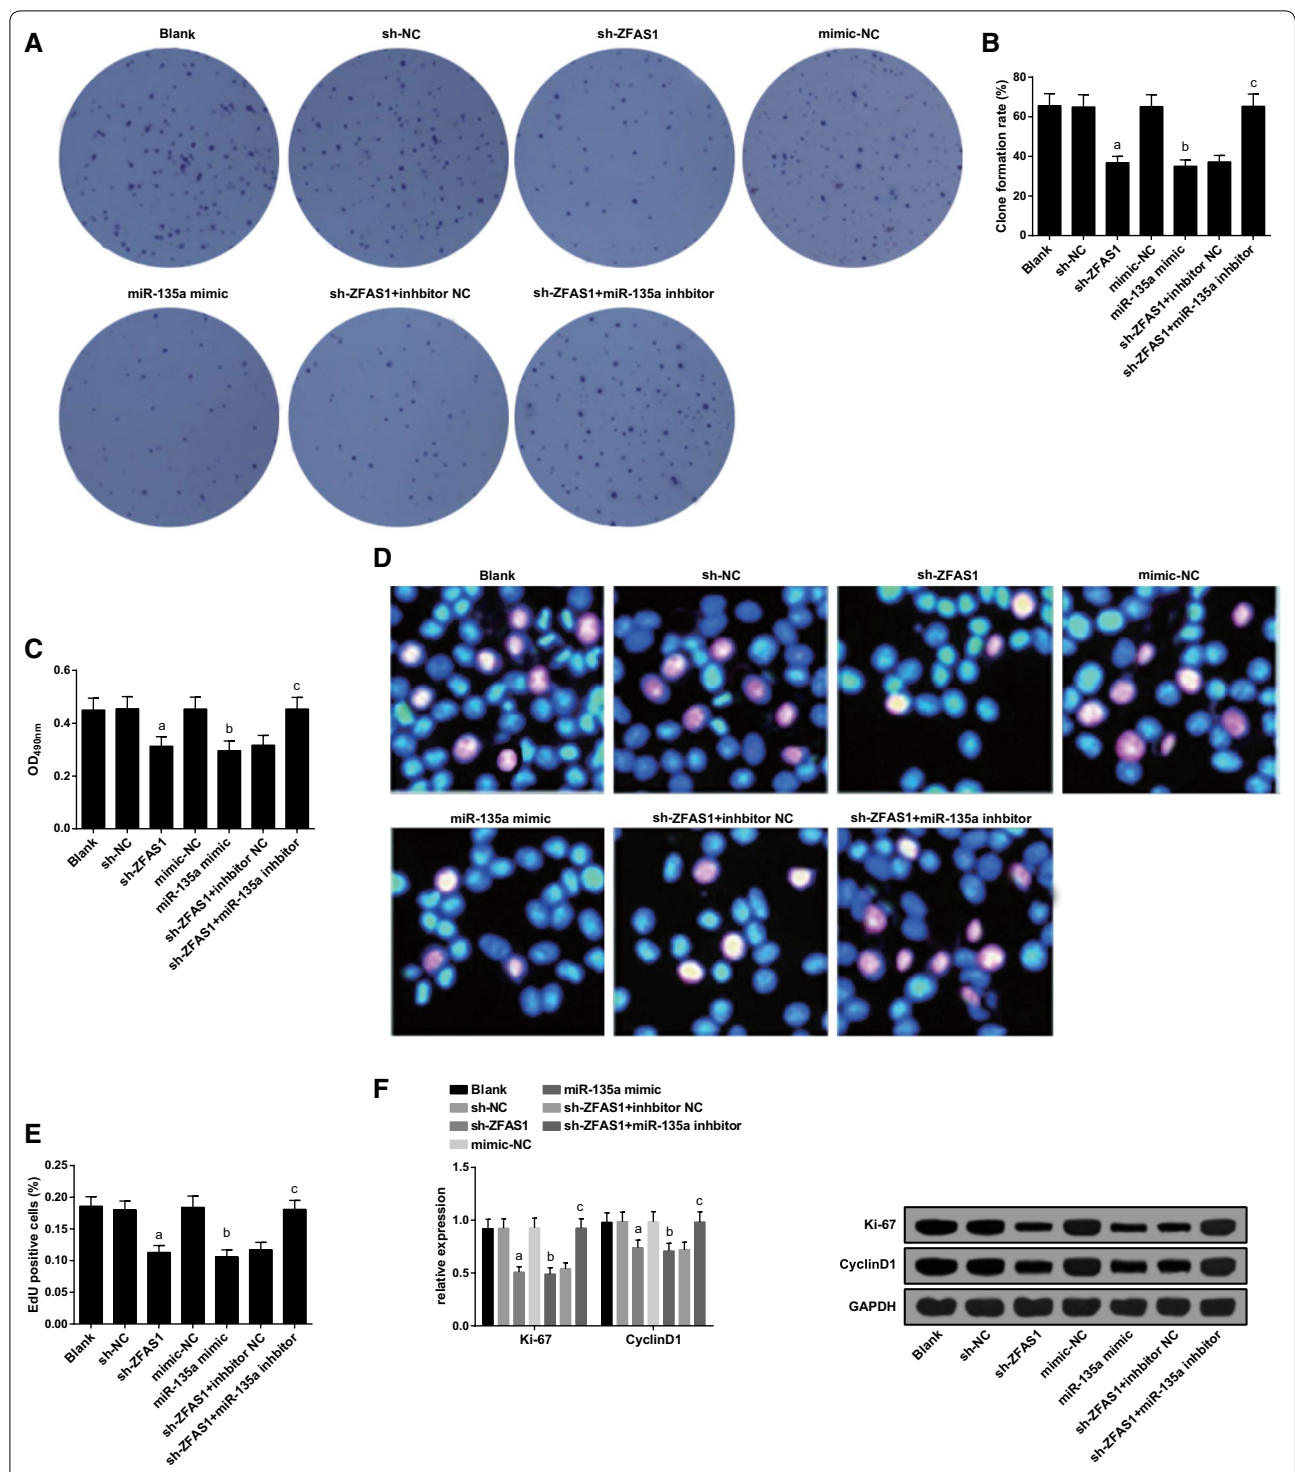 A
Blank
sh-NC
sh-ZFAS1
mimic-NC
miR-135a mimic
sh-ZFAS1+inhbitor NC
sh-ZFAS1+miR-135a inhbitor
B
Clone formation rate (%)
80
60
40
20
0
a
b
c
Blank
sh-NC
sh-ZFAS1
mimic-NC
miR-135a mimic
sh-ZFAS1+inhbitor NC
sh-ZFAS1+miR-135a inhbitor
C
OD490nm
0.6
0.4
0.2
0.0
a
b
c
Blank
sh-NC
sh-ZFAS1
mimic-NC
miR-135a mimic
sh-ZFAS1+inhbitor NC
sh-ZFAS1+miR-135a inhbitor
D
Blank
sh-NC
sh-ZFAS1
mimic-NC
miR-135a mimic
sh-ZFAS1+inhbitor NC
sh-ZFAS1+miR-135a inhbitor
E
EdU positive cells (%)
0.25
0.20
0.15
0.10
0.05
0.00
a
b
c
Blank
sh-NC
sh-ZFAS1
mimic-NC
miR-135a mimic
sh-ZFAS1+inhbitor NC
sh-ZFAS1+miR-135a inhbitor
F
Blank
sh-NC
sh-ZFAS1
mimic-NC
miR-135a mimic
sh-ZFAS1+inhbitor NC
sh-ZFAS1+miR-135a inhbitor
relative expression
1.5
1.0
0.5
0.0
a
b
c
a
b
c
Ki-67
CyclinD1
Ki-67
CyclinD1
GAPDH
Blank
sh-NC
sh-ZFAS1
mimic-NC
miR-135a mimic
sh-ZFAS1+inhbitor NC
sh-ZFAS1+miR-135a inhbitor